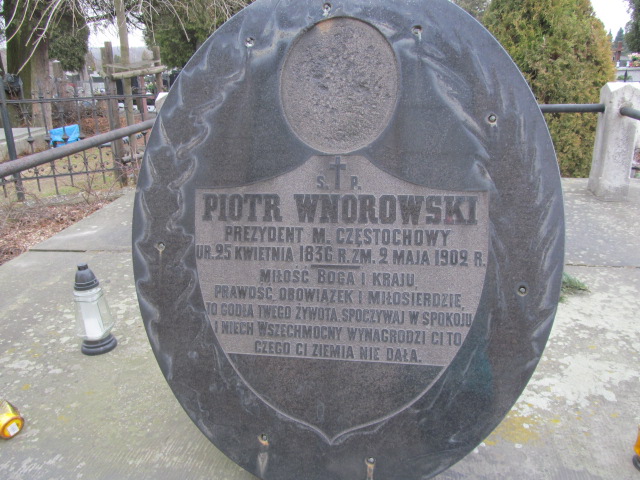 Ś. P.
PIOTR WNOROWSKI
PREZYDENT M. CZĘSTOCHOWY
UR. 25 KWIETNIA 1836 R. ZM. 2 MAJA 1902 R.
MIŁOŚĆ BOGA I KRAJU,
PRAWOŚĆ, OBOWIĄZEK I MIŁOSIERDZIE,
TO GODŁA TWEGO ŻYWOTA, SPOCZYWAJ W SPOKOJU
I NIECH WSZECHMOCNY WYNAGRODZI CI TO
CZEGO CI ZIEMIA NIE DAŁA.